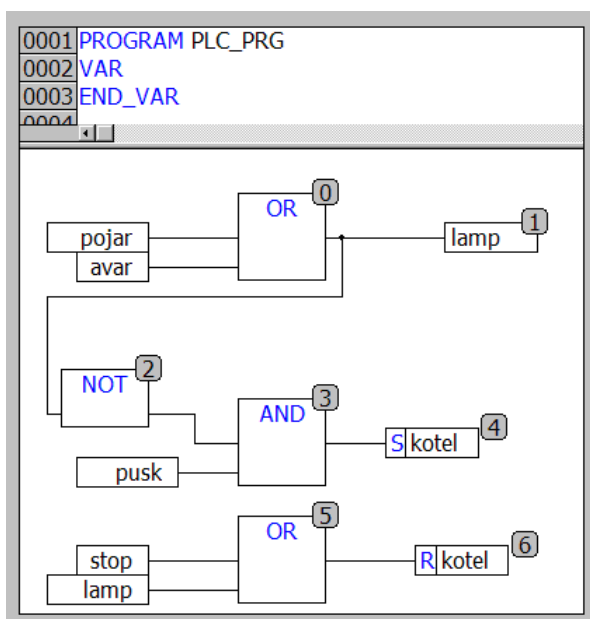 0001 PROGRAM PLC_PRG
0002 VAR
0003 END_VAR
0004
OR 0
pojar
avar
lamp 1
NOT 2
AND 3
S kotel 4
pusk
OR 5
stop
lamp
R kotel 6